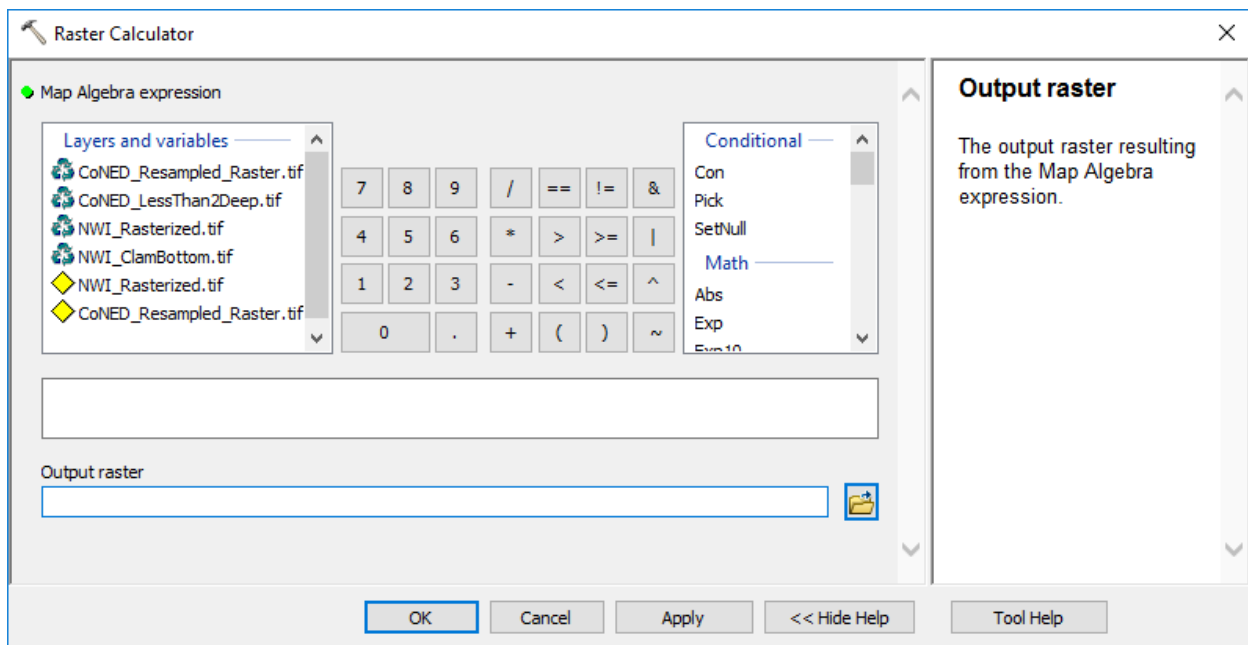 Raster Calculator
Map Algebra expression
Layers and variables
CoNED_Resampled_Raster.tif
CoNED_LessThan2Deep.tif
NWI_Rasterized.tif
NWI_ClamBottom.tif
NWI_Rasterized.tif
CoNED_Resampled_Raster.tif
7 8 9 / == != &
4 5 6 * > >= |
1 2 3 - < <= ^
0 . + ( ) ~
Conditional
Con
Pick
SetNull
Math
Abs
Exp
Exp10
Output raster
OK Cancel Apply << Hide Help Tool Help
Output raster
The output raster resulting
from the Map Algebra
expression.